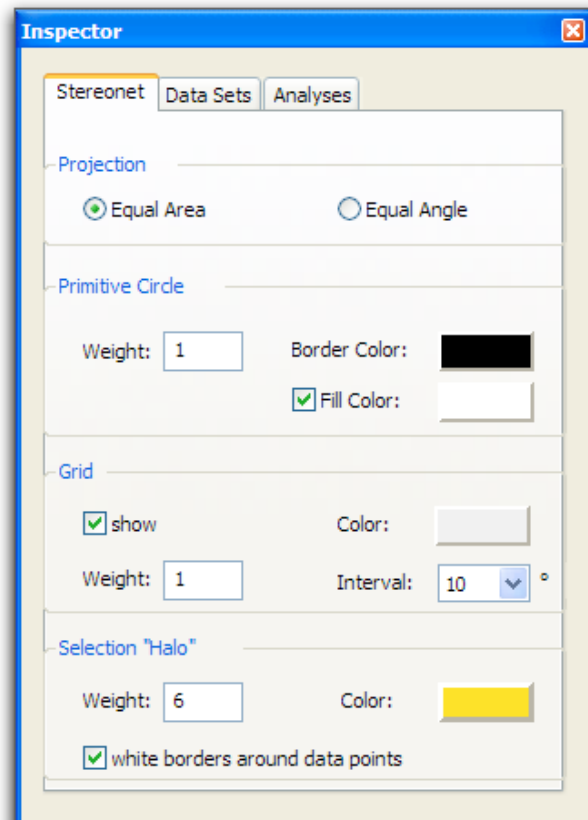 Inspector
Stereonet Data Sets Analyses
Projection
Equal Area Equal Angle
Primitive Circle
Weight: 1 Border Color:
Fill Color:
Grid
show Color:
Weight: 1 Interval: 10 °
Selection "Halo"
Weight: 6 Color:
white borders around data points